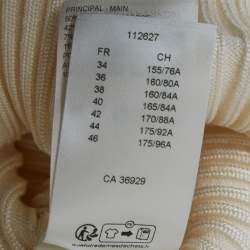 PRINCIPAL - MAIN
112627
FR CH
34 155/76A
36 160/80A
38 160/84A
40 165/84A
42 170/88A
44 175/92A
46 175/96A
CA 36929